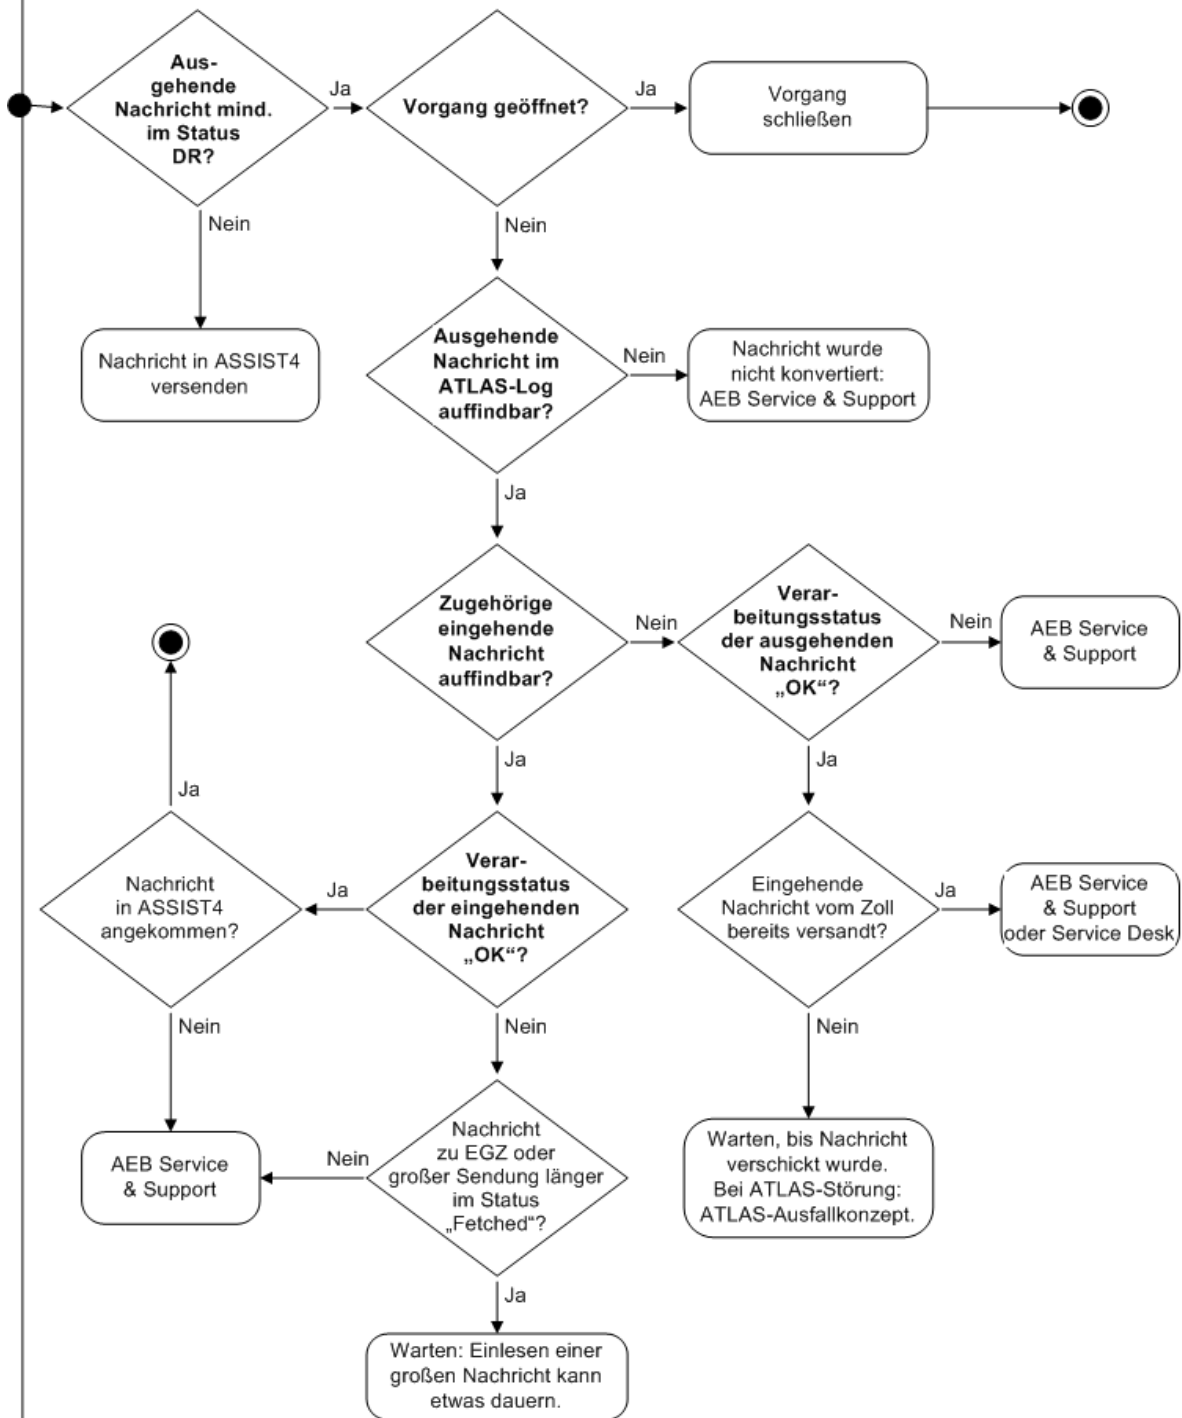 Aus-
gehende
Nachricht mind.
im Status
DR?
Ja
Vorgang geöffnet?
Ja
Vorgang
schließen
Nein
Nein
Nachricht in ASSIST4
versenden
Ausgehende
Nachricht im
ATLAS-Log
auffindbar?
Nein
Nachricht wurde
nicht konvertiert:
AEB Service & Support
Ja
Zugehörige
eingehende
Nachricht
auffindbar?
Nein
Verar-
beitungsstatus
der ausgehenden
Nachricht
„OK“?
Nein
AEB Service
& Support
Ja
Ja
Ja
Nachricht
in ASSIST4
angekommen?
Ja
Verar-
beitungsstatus
der eingehenden
Nachricht
„OK“?
Eingehende
Nachricht vom Zoll
bereits versandt?
Ja
AEB Service
& Support
oder Service Desk
Nein
Nein
Nein
AEB Service
& Support
Nein
Nachricht
zu EGZ oder
großer Sendung länger
im Status
„Fetched“?
Warten, bis Nachricht
verschickt wurde.
Bei ATLAS-Störung:
ATLAS-Ausfallkonzept.
Ja
Warten: Einlesen einer
großen Nachricht kann
etwas dauern.